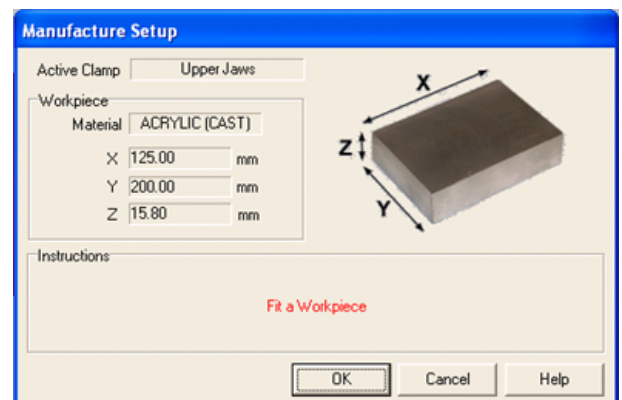 Manufacture Setup
Active Clamp Upper Jaws
Workpiece
Material ACRYLIC (CAST)
X 125.00 mm
Y 200.00 mm
Z 15.80 mm
X
Z
Y
Instructions
Fit a Workpiece
OK Cancel Help